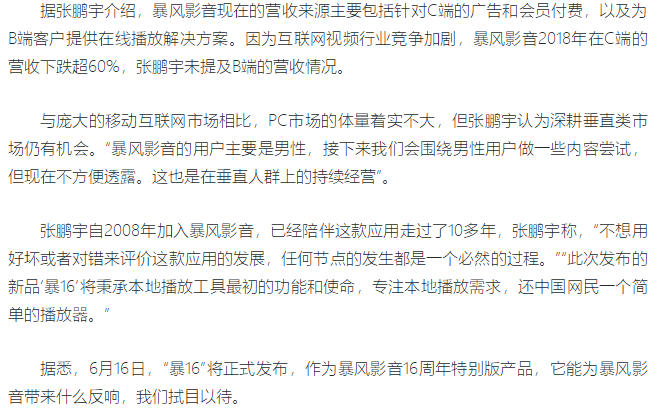 据张鹏宇介绍，暴风影音现在的营收来源主要包括针对C端的广告和会员付费，以及为
B端客户提供在线播放解决方案。因为互联网视频行业竞争加剧，暴风影音2018年在C端的
营收下跌超60%，张鹏宇未提及B端的营收情况。
与庞大的移动互联网市场相比，PC市场的体量着实不大，但张鹏宇认为深耕垂直类市
场仍有机会。“暴风影音的用户主要是男性，接下来我们会围绕男性用户做一些内容尝试，
但现在不方便透露。这也是在垂直人群上的持续经营”。
张鹏宇自2008年加入暴风影音，已经陪伴这款应用走过了10多年，张鹏宇称，“不想用
好坏或者对错来评价这款应用的发展，任何节点的发生都是一个必然的过程。”“此次发布的
新品‘暴16’将秉承本地播放工具最初的功能和使命，专注本地播放需求，还中国网民一个简
单的播放器。”
据悉，6月16日，“暴16”将正式发布，作为暴风影音16周年特别版产品，它能为暴风影
音带来什么反响，我们拭目以待。